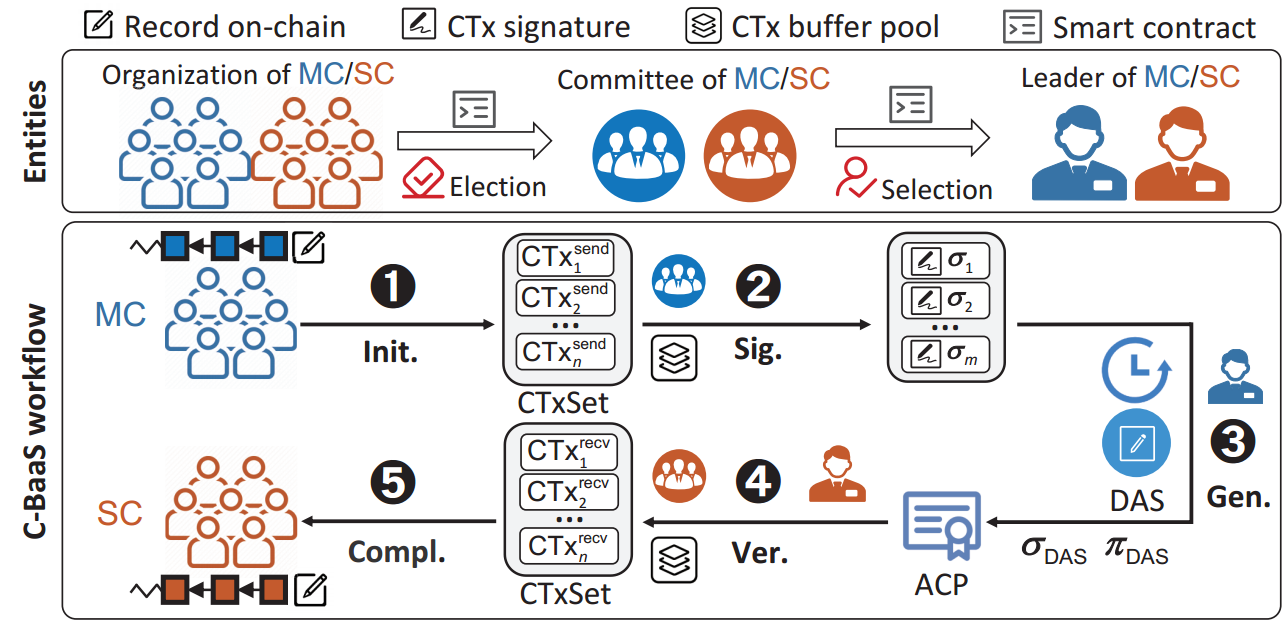 Record on-chain CTx signature CTx buffer pool Smart contract
Entities
Organization of MC/SC
Committee of MC/SC
Leader of MC/SC
Election
Selection
C-BaaS workflow
MC
1
Init.
CTx₁ˢᵉⁿᵈ
CTx₂ˢᵉⁿᵈ
...
CTxₙˢᵉⁿᵈ
CTxSet
2
Sig.
σ₁
σ₂
...
σₘ
3
Gen.
DAS
σ_DAS π_DAS
ACP
4
Ver.
CTx₁ʳᵉᶜᵛ
CTx₂ʳᵉᶜᵛ
...
CTxₙʳᵉᶜᵛ
CTxSet
5
Compl.
SC